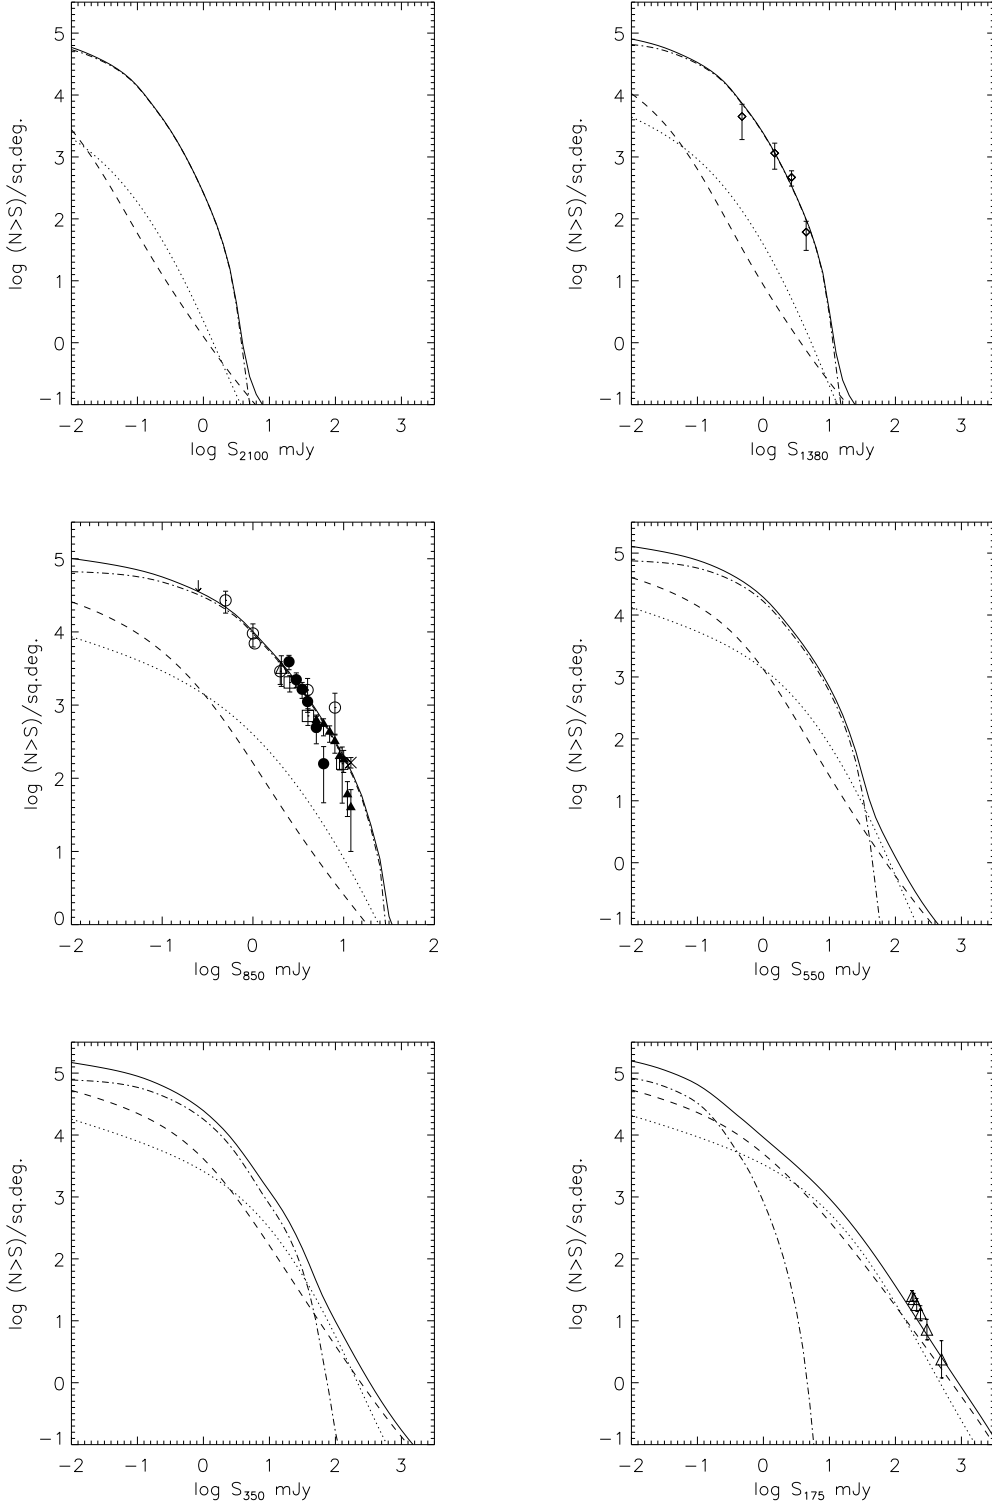 5
4
3
2
1
0
−1
log (N>S)/sq.deg.
−2 −1 0 1 2 3
log S2100 mJy
5
4
3
2
1
0
−1
log (N>S)/sq.deg.
−2 −1 0 1 2 3
log S1380 mJy
5
4
3
2
1
0
log (N>S)/sq.deg.
−2 −1 0 1 2
log S850 mJy
5
4
3
2
1
0
−1
log (N>S)/sq.deg.
−2 −1 0 1 2 3
log S550 mJy
5
4
3
2
1
0
−1
log (N>S)/sq.deg.
−2 −1 0 1 2 3
log S350 mJy
5
4
3
2
1
0
−1
log (N>S)/sq.deg.
−2 −1 0 1 2 3
log S175 mJy